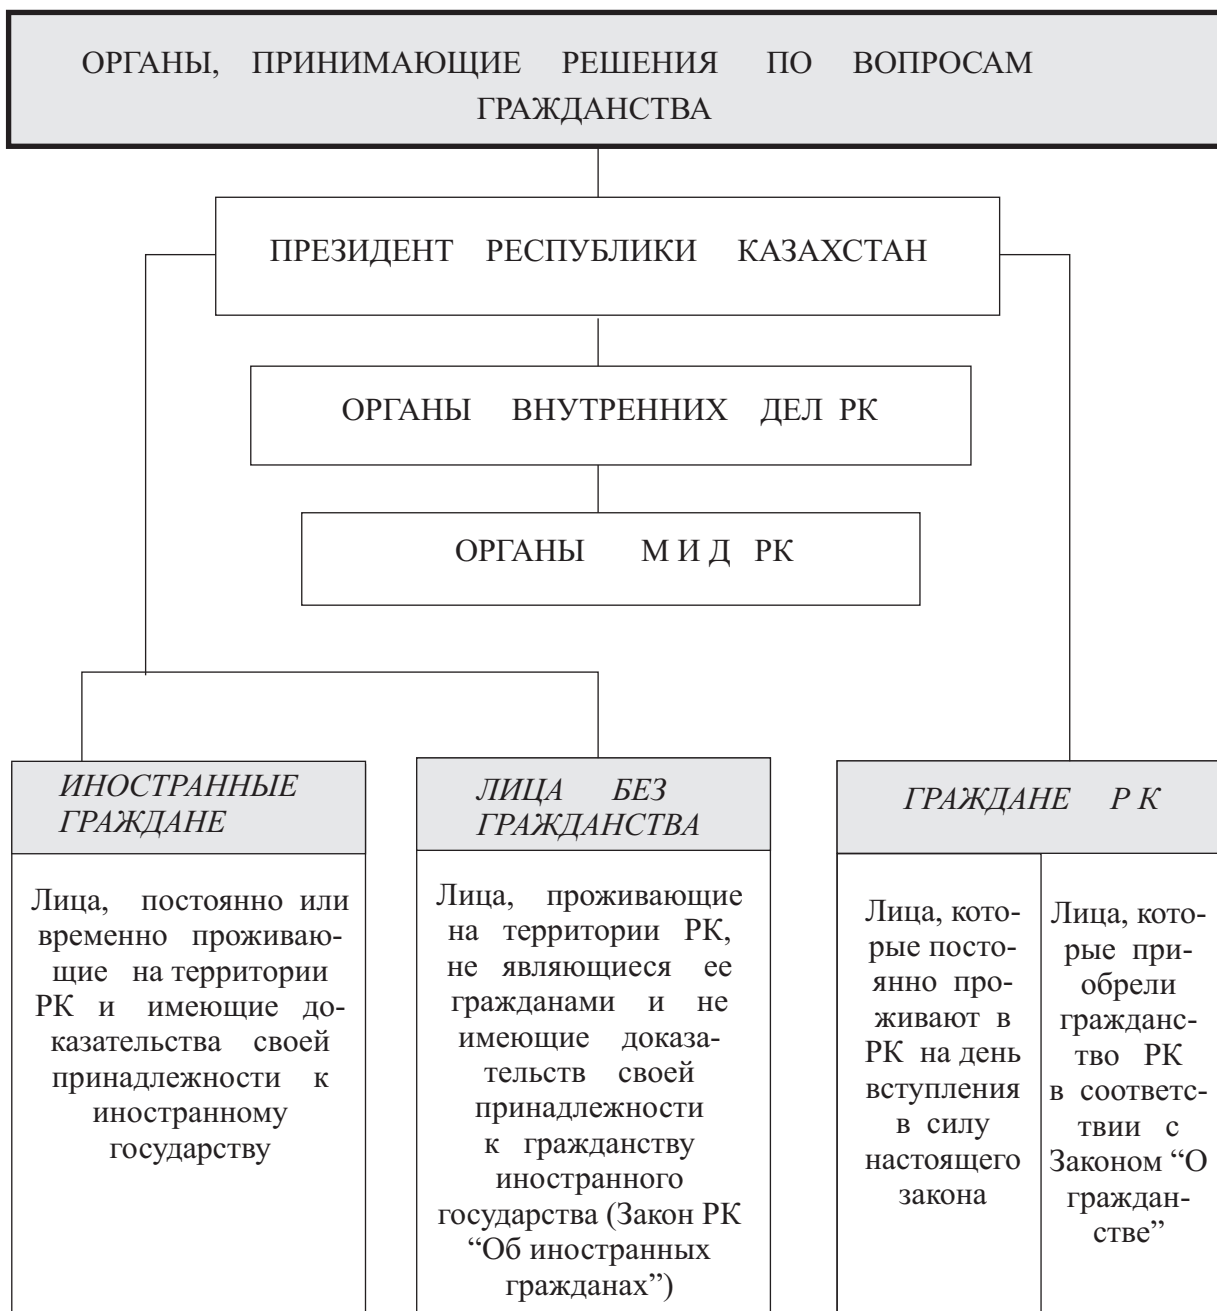 ОРГАНЫ, ПРИНИМАЮЩИЕ РЕШЕНИЯ ПО ВОПРОСАМ
ГРАЖДАНСТВА
ПРЕЗИДЕНТ РЕСПУБЛИКИ КАЗАХСТАН
ОРГАНЫ ВНУТРЕННИХ ДЕЛ РК
ОРГАНЫ М И Д РК
ИНОСТРАННЫЕ
ГРАЖДАНЕ
Лица, постоянно или
временно проживаю-
щие на территории
РК и имеющие до-
казательства своей
принадлежности к
иностранному
государству
ЛИЦА БЕЗ
ГРАЖДАНСТВА
Лица, проживающие
на территории РК,
не являющиеся ее
гражданами и не
имеющие доказа-
тельств своей
принадлежности
к гражданству
иностранного
государства (Закон РК
“Об иностранных
гражданах”)
ГРАЖДАНЕ Р К
Лица, кото-
рые посто-
янно про-
живают в
РК на день
вступления
в силу
настоящего
закона
Лица, кото-
рые при-
обрели
гражданс-
тво РК
в соответс-
твии с
Законом “О
граждан-
стве”